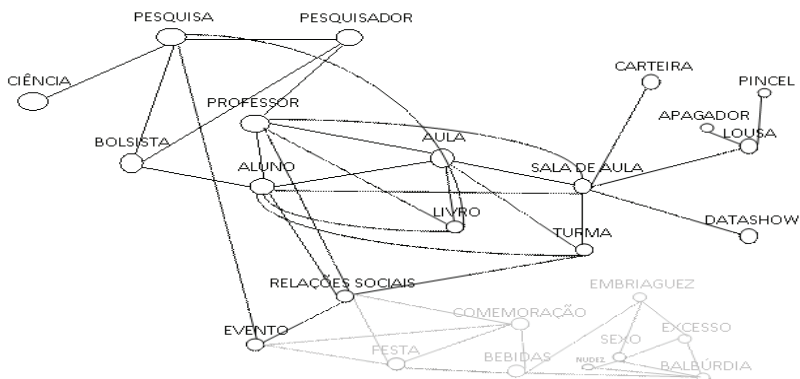 PESQUISA
PESQUISADOR
CIÊNCIA
CARTEIRA
PINCEL
PROFESSOR
APAGADOR
LOUSA
BOLSISTA
AULA
ALUNO
SALA DE AULA
LIVRO
DATASHOW
TURMA
RELAÇÕES SOCIAIS
EMBRIAGUEZ
COMEMORAÇÃO
EVENTO
EXCESSO
SEXO
FESTA
BEBIDAS
NUDEZ
BALBÚRDIA